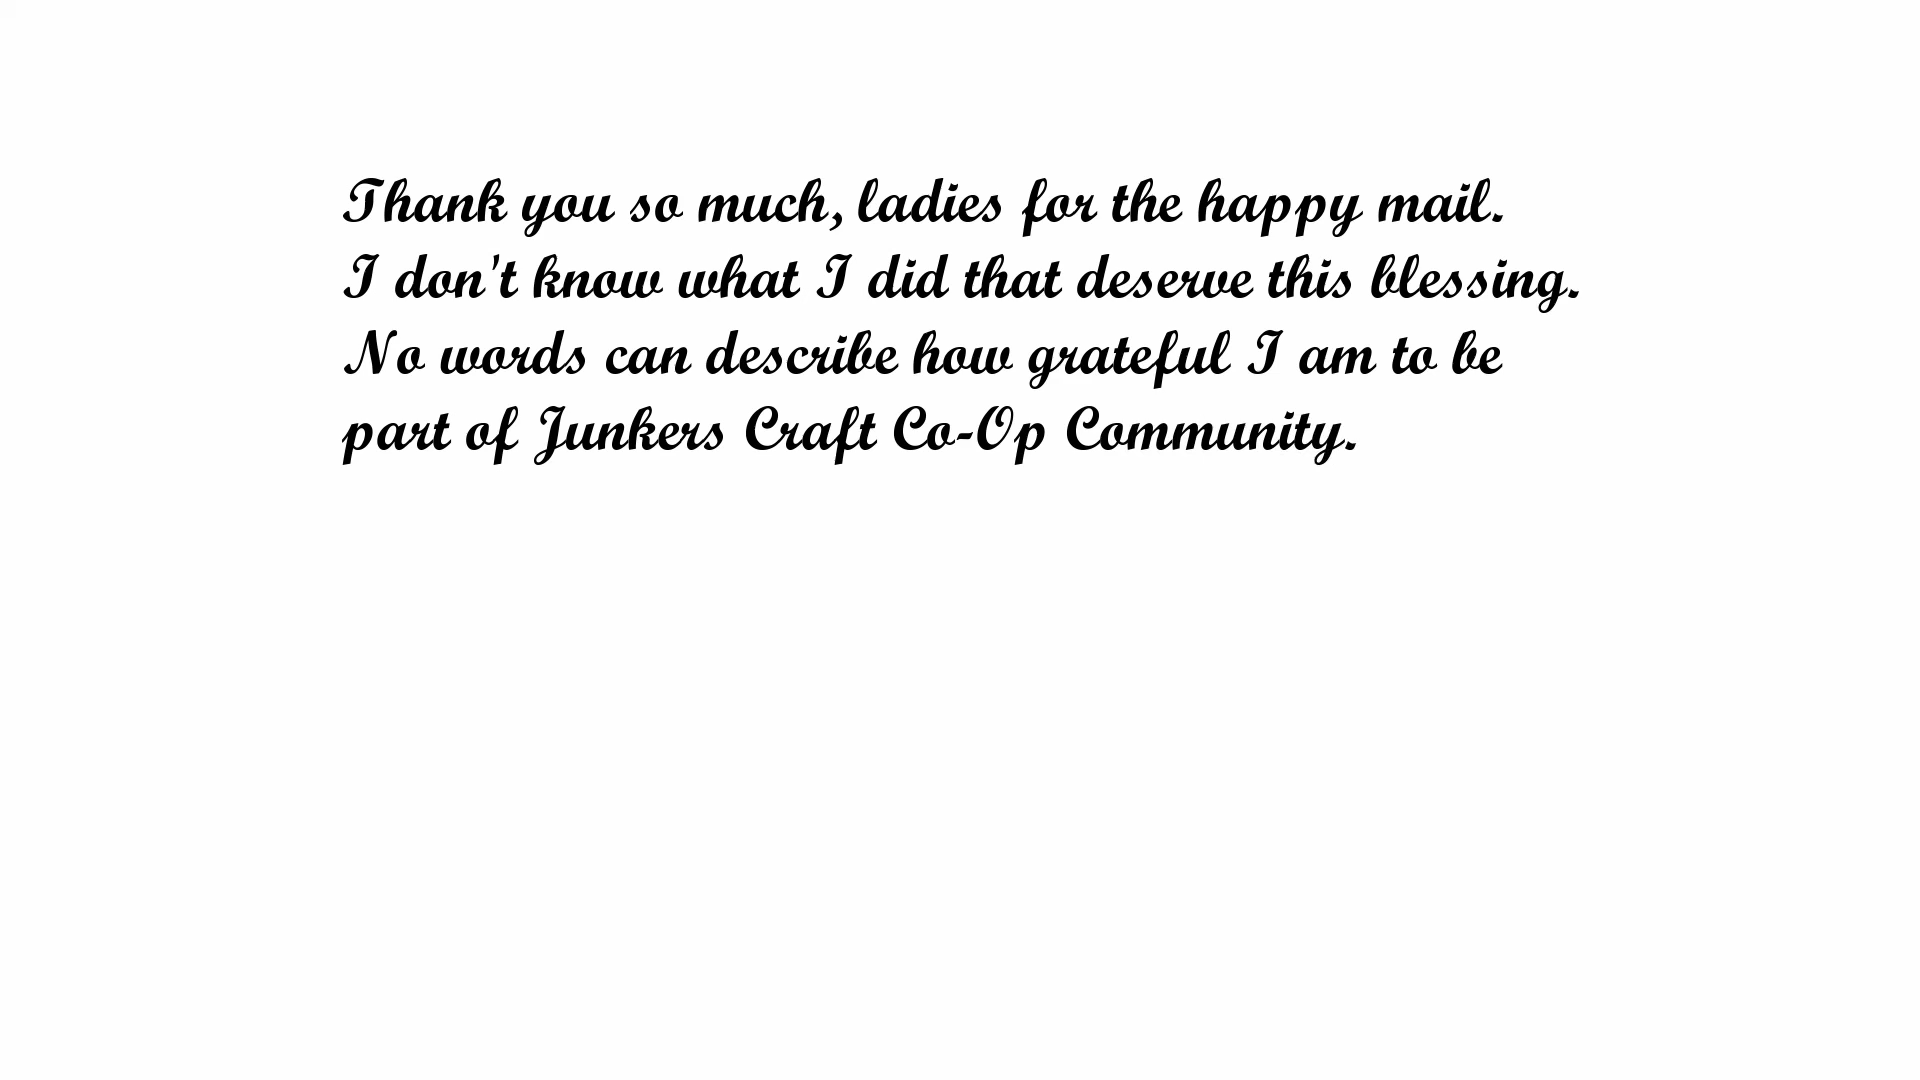 Thank you so much, ladies for the happy mail.
I don't know what I did that deserve this blessing.
No words can describe how grateful I am to be
part of Junkers Craft Co-Op Community.